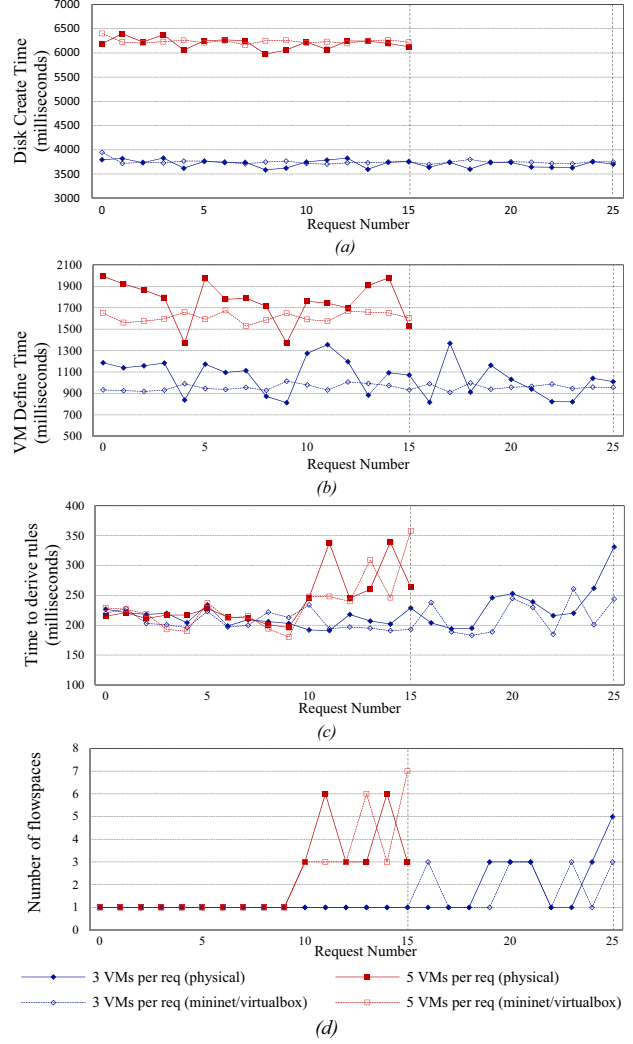 Disk Create Time
(milliseconds)
7000
6500
6000
5500
5000
4500
4000
3500
3000
0 5 10 15 20 25
Request Number
(a)
VM Define Time
(milliseconds)
2100
1900
1700
1500
1300
1100
900
700
500
0 5 10 15 20 25
Request Number
(b)
Time to derive rules
(milliseconds)
400
350
300
250
200
150
100
0 5 10 15 20 25
Request Number
(c)
Number of flowspaces
8
7
6
5
4
3
2
1
0
0 5 10 15 20 25
Request Number
3 VMs per req (physical) 5 VMs per req (physical)
3 VMs per req (mininet/virtualbox) 5 VMs per req (mininet/virtualbox)
(d)